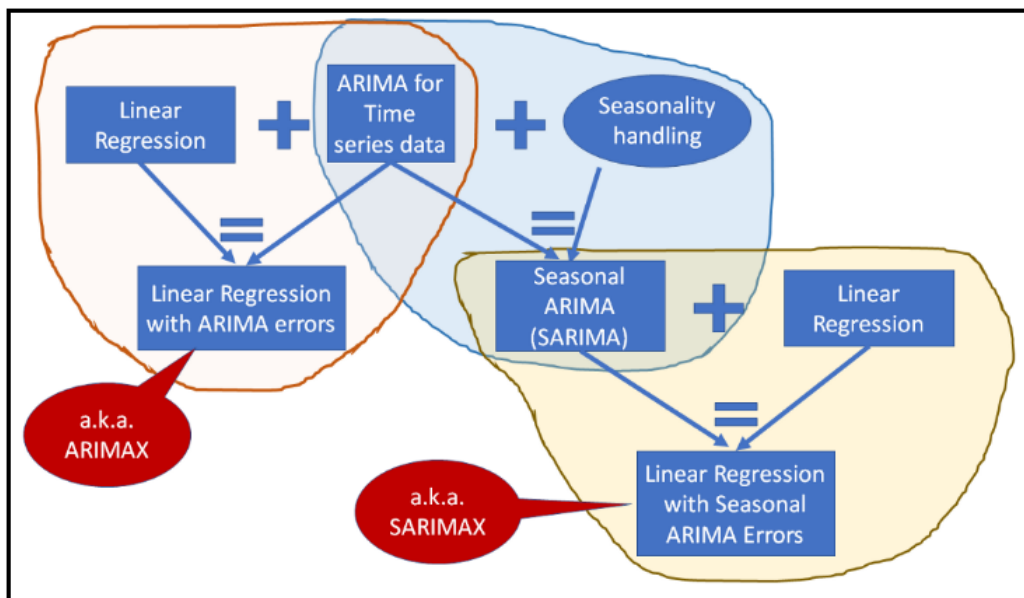 Linear
Regression
+
ARIMA for
Time
series data
+
Seasonality
handling
=
=
Linear Regression
with ARIMA errors
Seasonal
ARIMA
(SARIMA)
+
Linear
Regression
a.k.a.
ARIMAX
=
a.k.a.
SARIMAX
Linear Regression
with Seasonal
ARIMA Errors